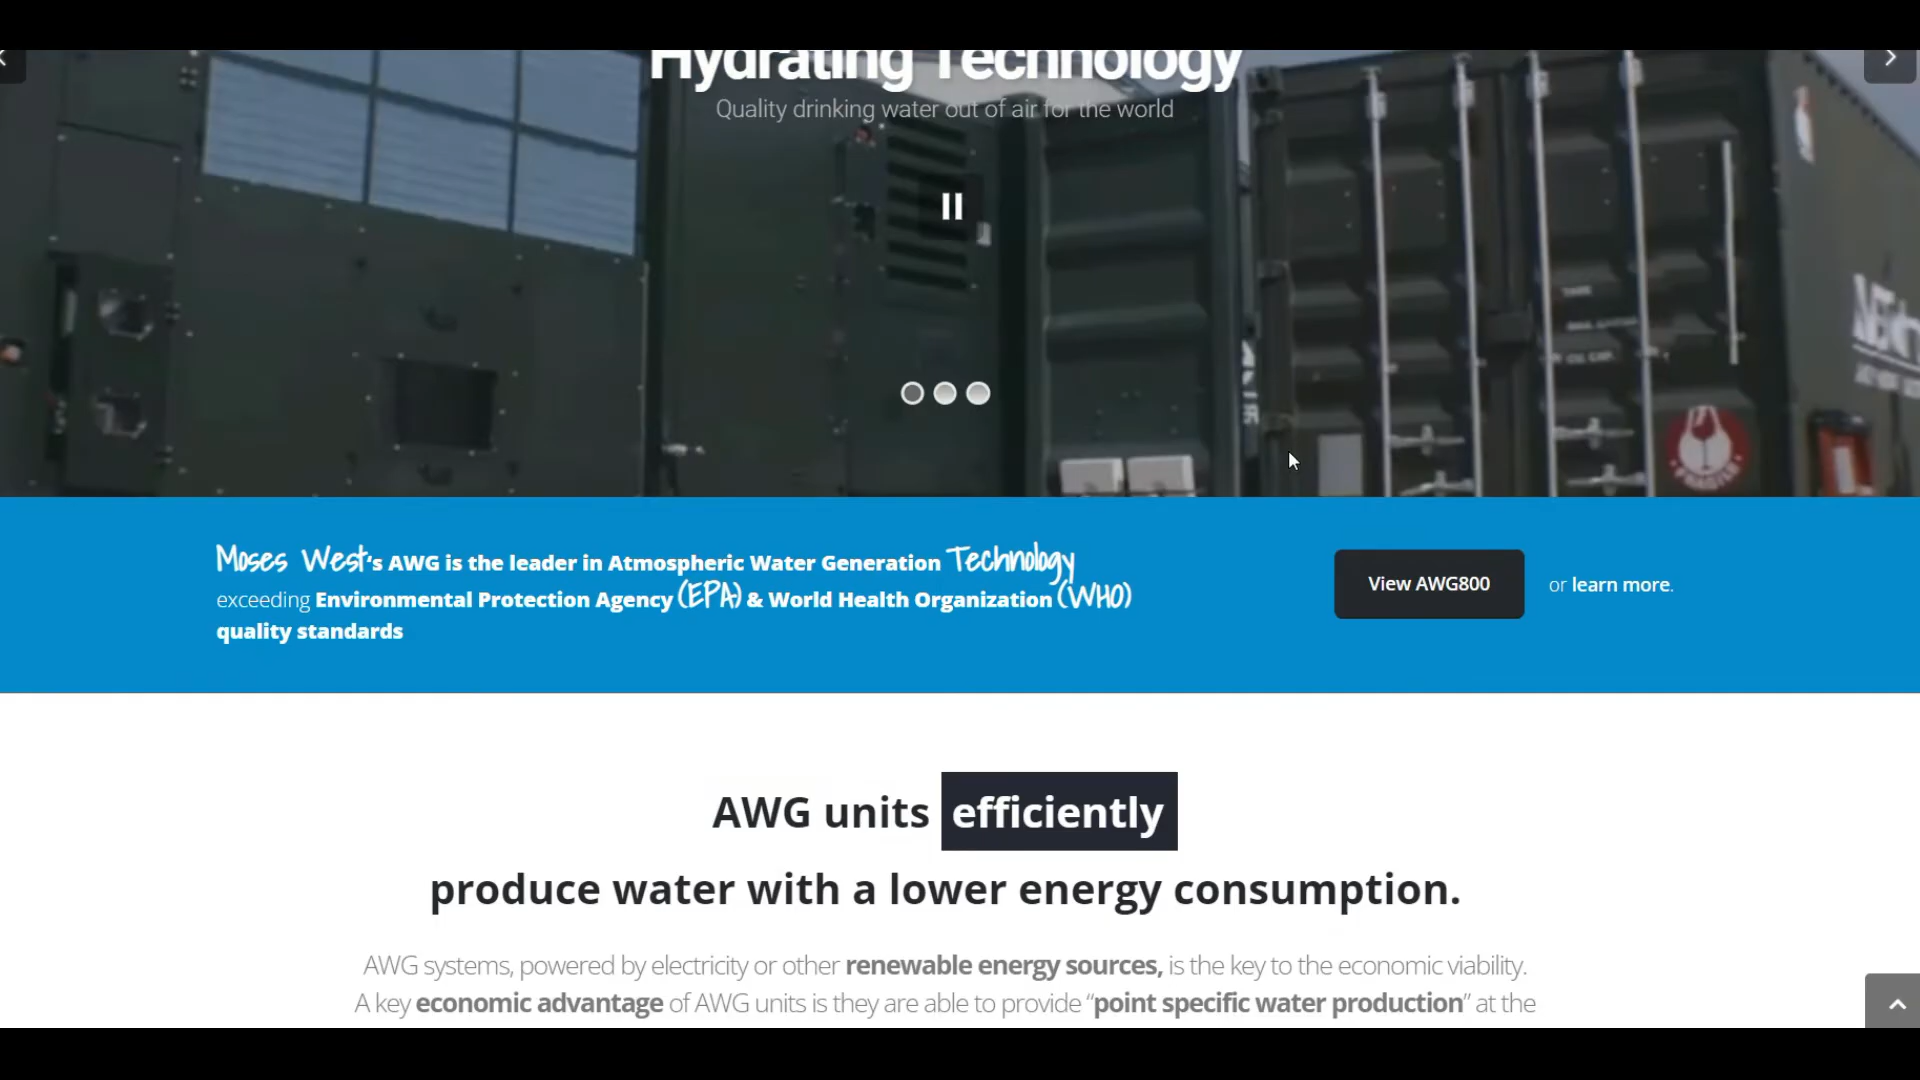 Hydrating Technology
Quality drinking water out of air for the world
FRAGILE
Moses West's AWG is the leader in Atmospheric Water Generation Technology
exceeding Environmental Protection Agency (EPA) & World Health Organization (WHO)
quality standards
View AWG800 or learn more.
AWG units efficiently
produce water with a lower energy consumption.
AWG systems, powered by electricity or other renewable energy sources, is the key to the economic viability.
A key economic advantage of AWG units is they are able to provide “point specific water production” at the